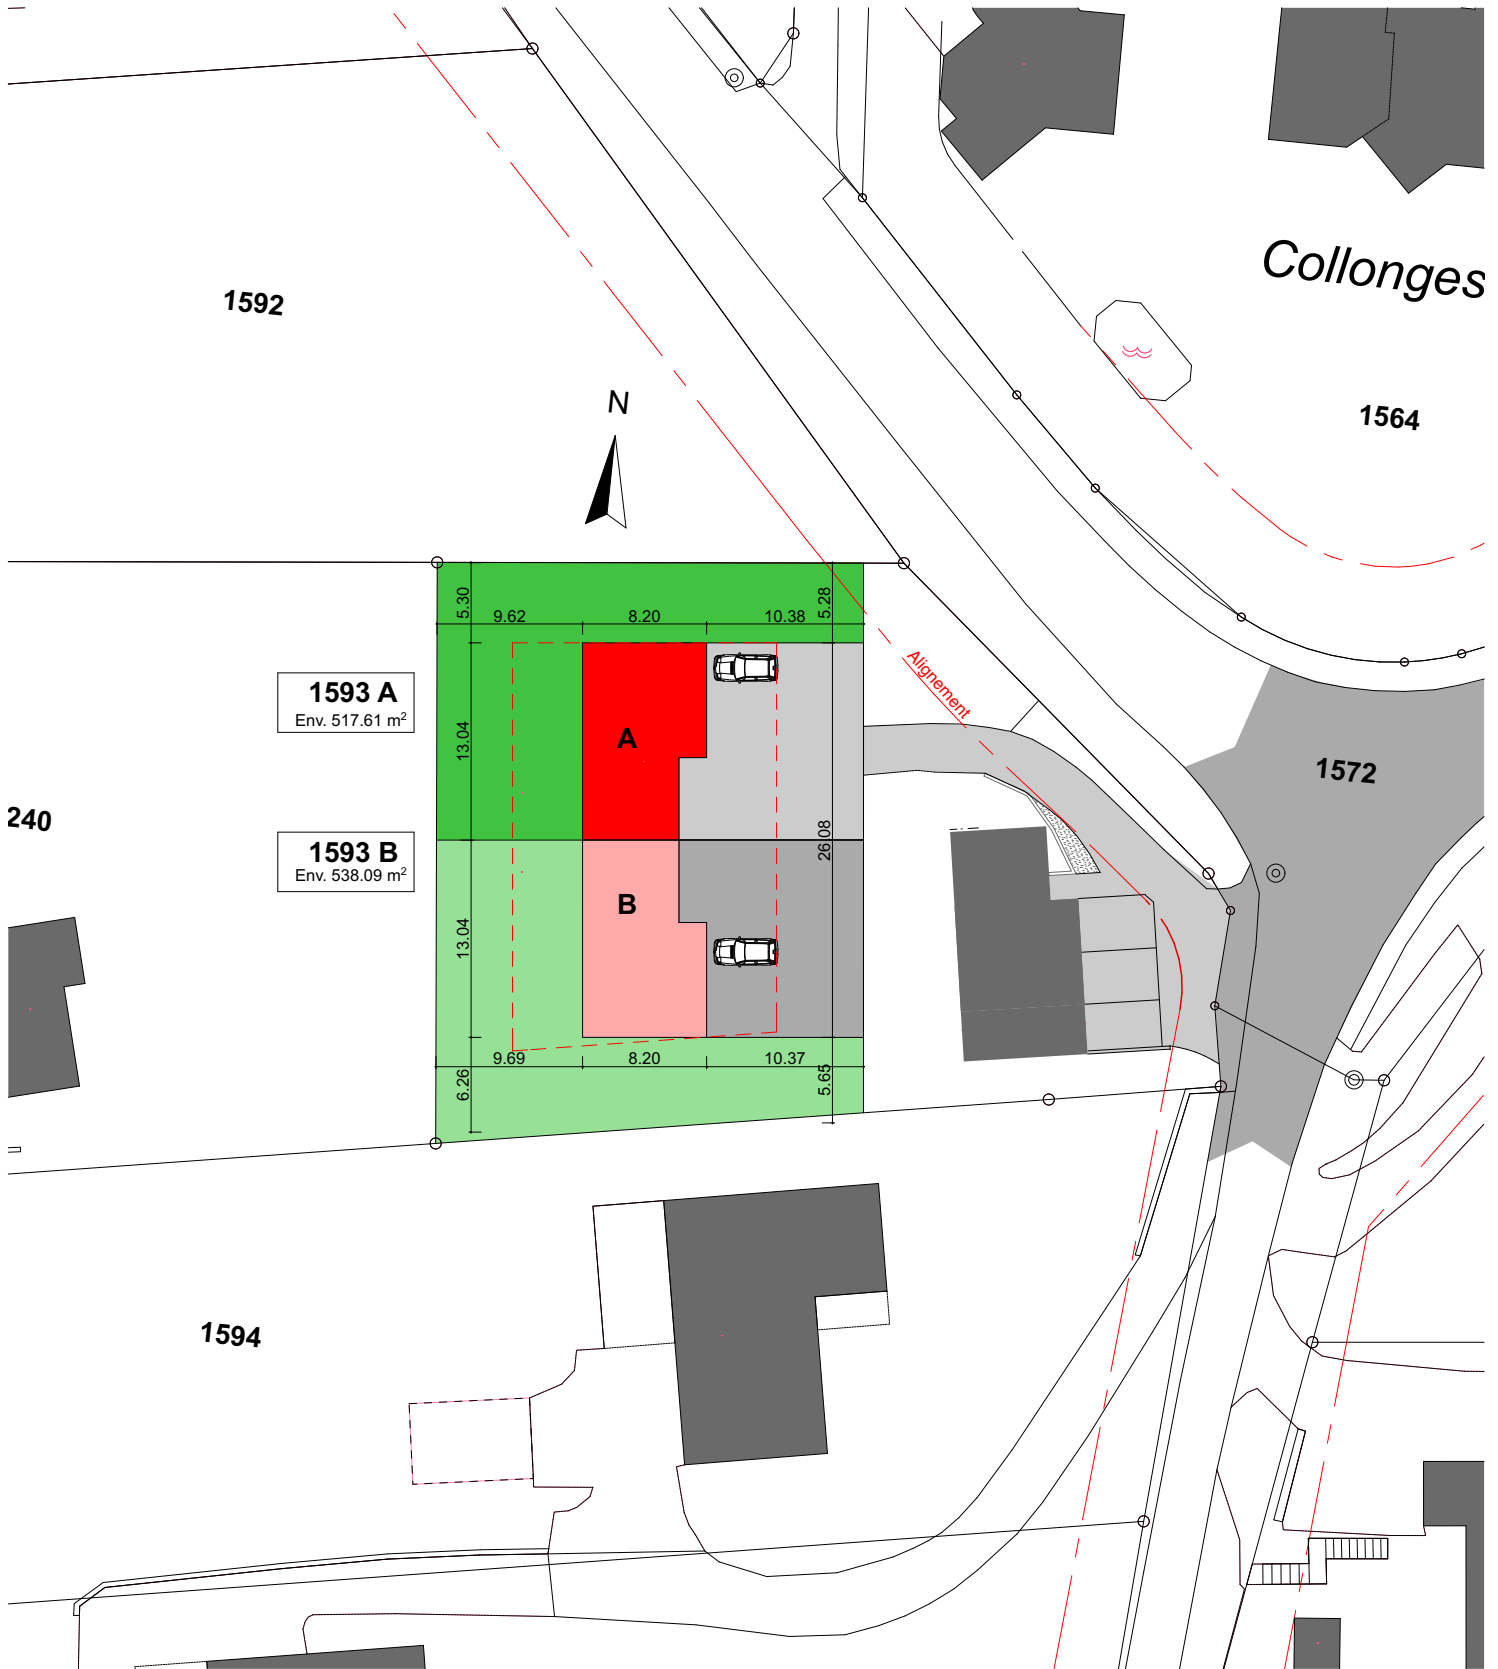 Collonges
1592
N
1564
5.30
9.62
8.20
10.38
5.28
Alignement
1593 A
Env. 517.61 m²
A
13.04
1572
240
26.08
1593 B
Env. 538.09 m²
B
13.04
9.69
8.20
10.37
6.26
5.65
1594